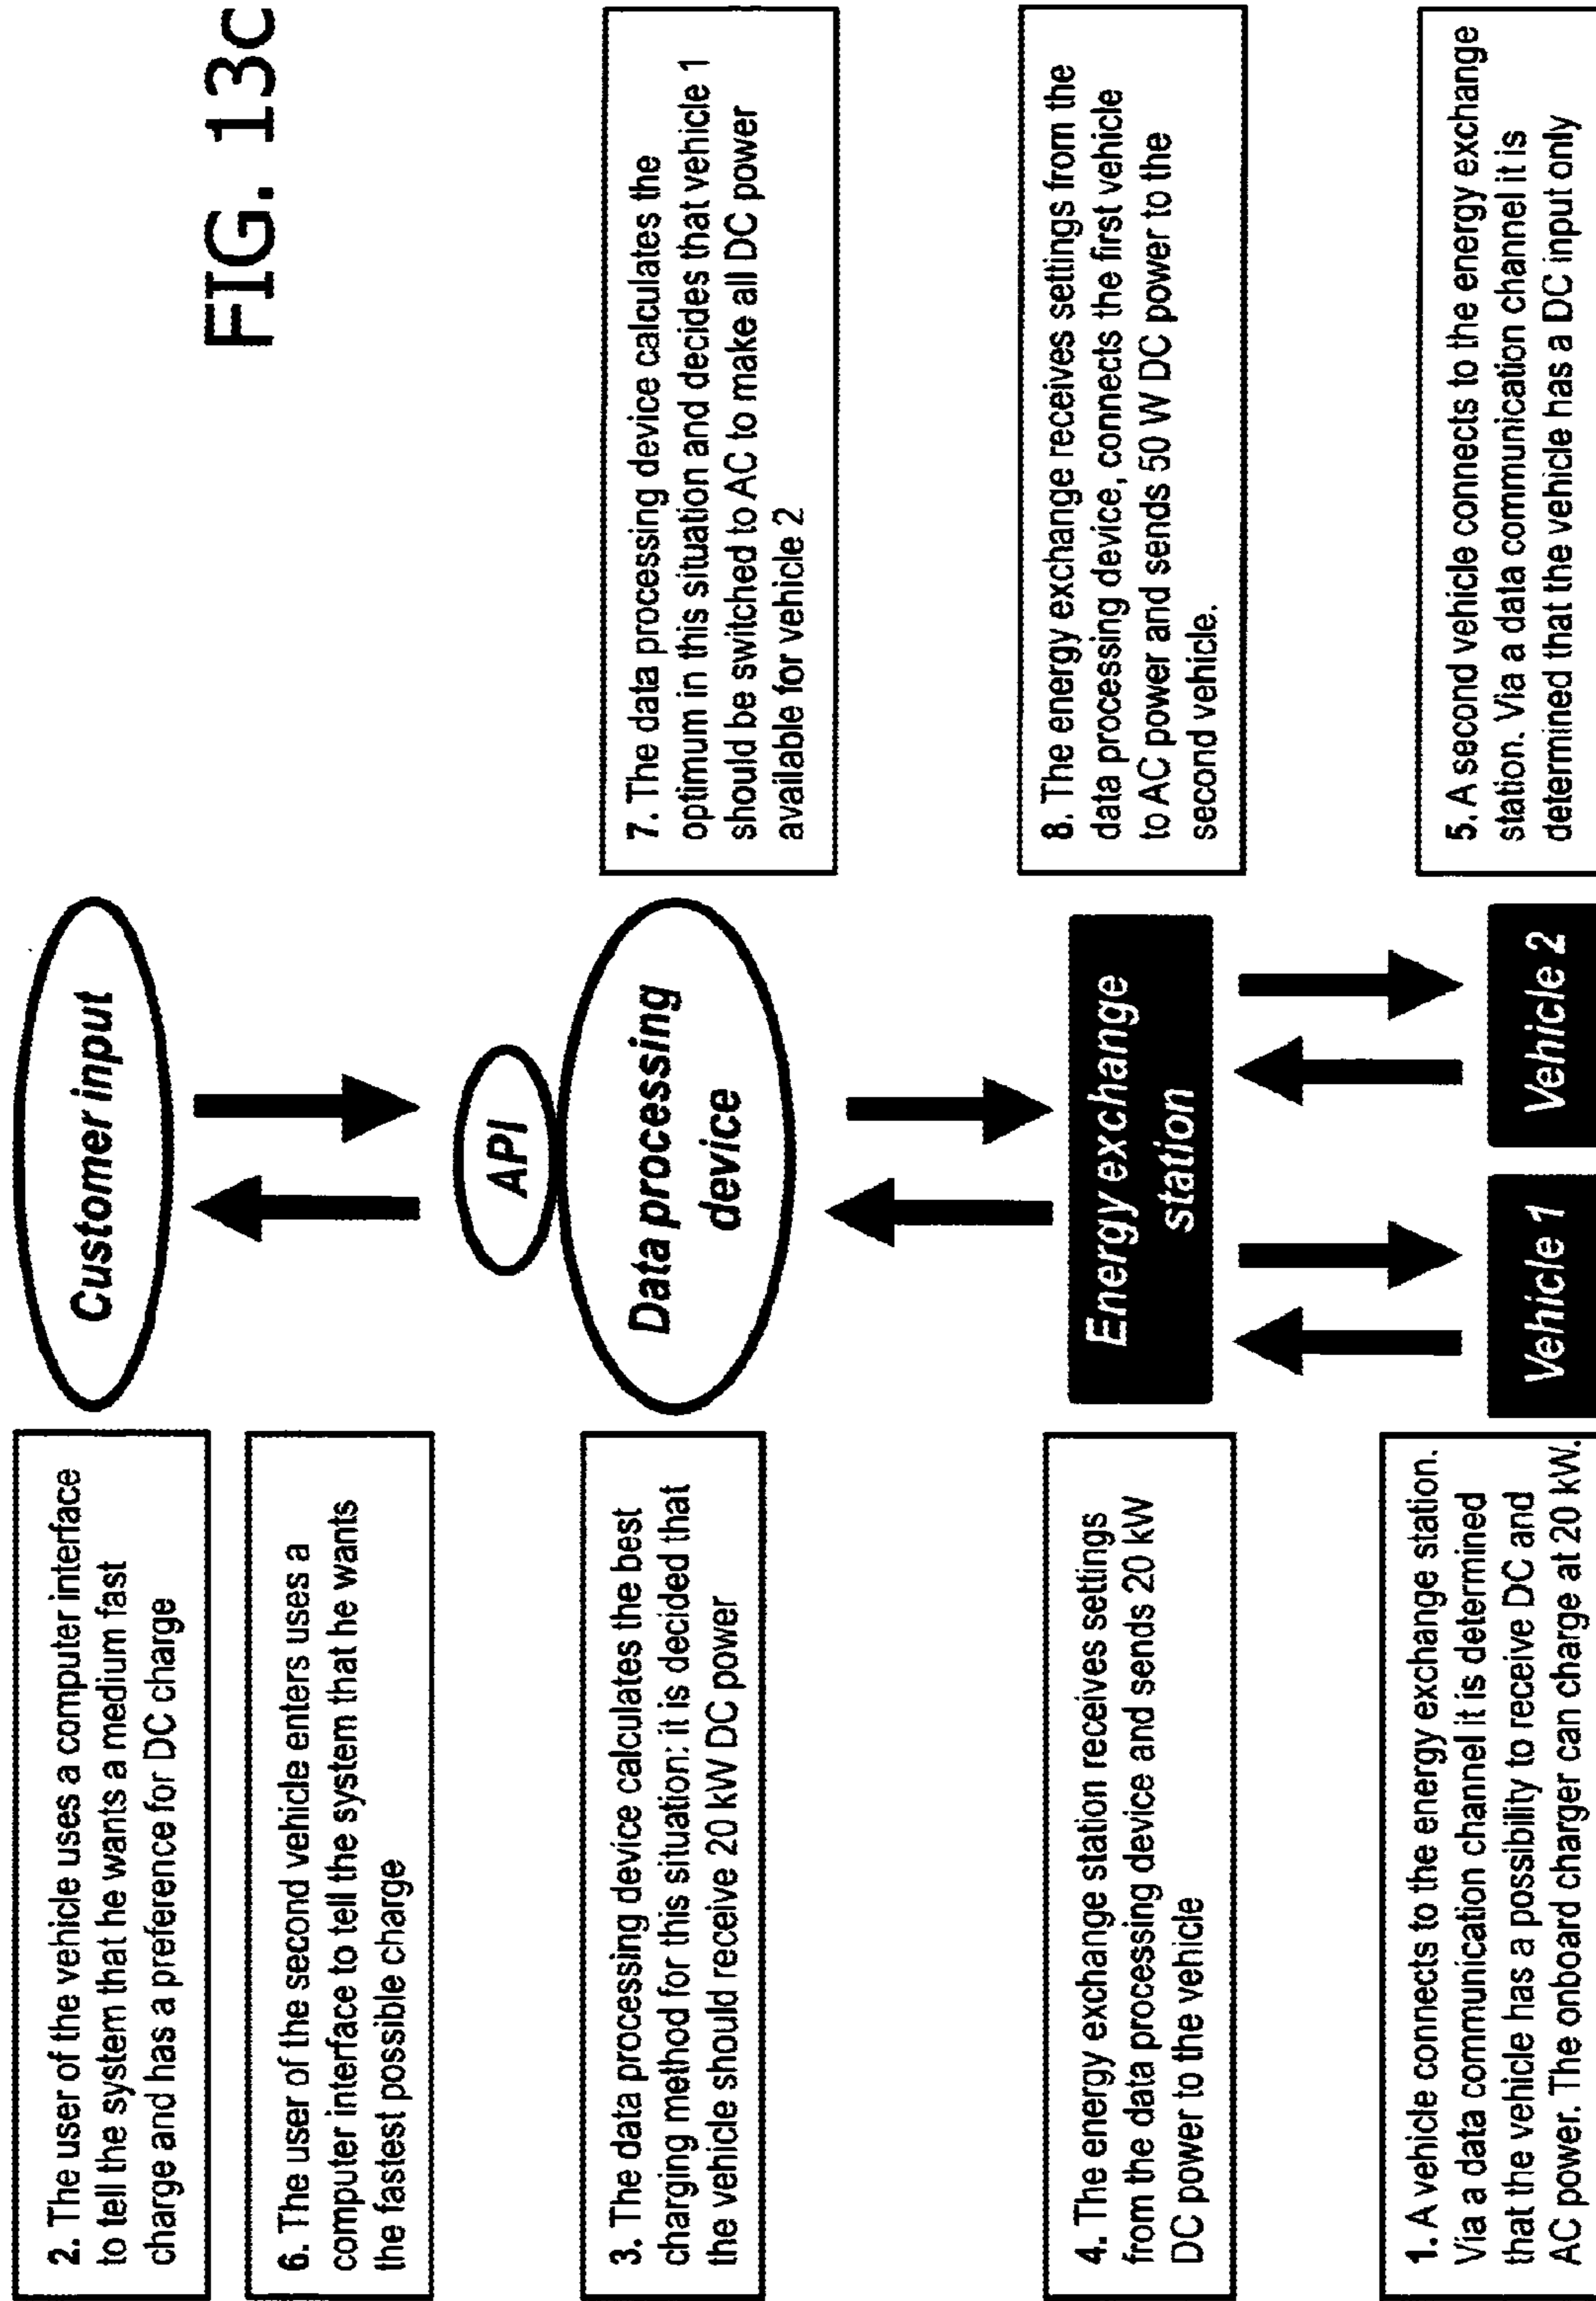 FIG. 13c
2. The user of the vehicle uses a computer interface
to tell the system that he wants a medium fast
charge and has a preference for DC charge
6. The user of the second vehicle enters uses a
computer interface to tell the system that he wants
the fastest possible charge
3. The data processing device calculates the best
charging method for this situation: it is decided that
the vehicle should receive 20 kW DC power
4. The energy exchange station receives settings
from the data processing device and sends 20 kW
DC power to the vehicle
1. A vehicle connects to the energy exchange station.
Via a data communication channel it is determined
that the vehicle has a possibility to receive DC and
AC power. The onboard charger can charge at 20 kW.
Customer input
API
Data processing
device
Energy exchange
station
Vehicle 1
Vehicle 2
7. The data processing device calculates the
optimum in this situation and decides that vehicle 1
should be switched to AC to make all DC power
available for vehicle 2
8. The energy exchange receives settings from the
data processing device, connects the first vehicle
to AC power and sends 50 W DC power to the
second vehicle.
5. A second vehicle connects to the energy exchange
station. Via a data communication channel it is
determined that the vehicle has a DC input only